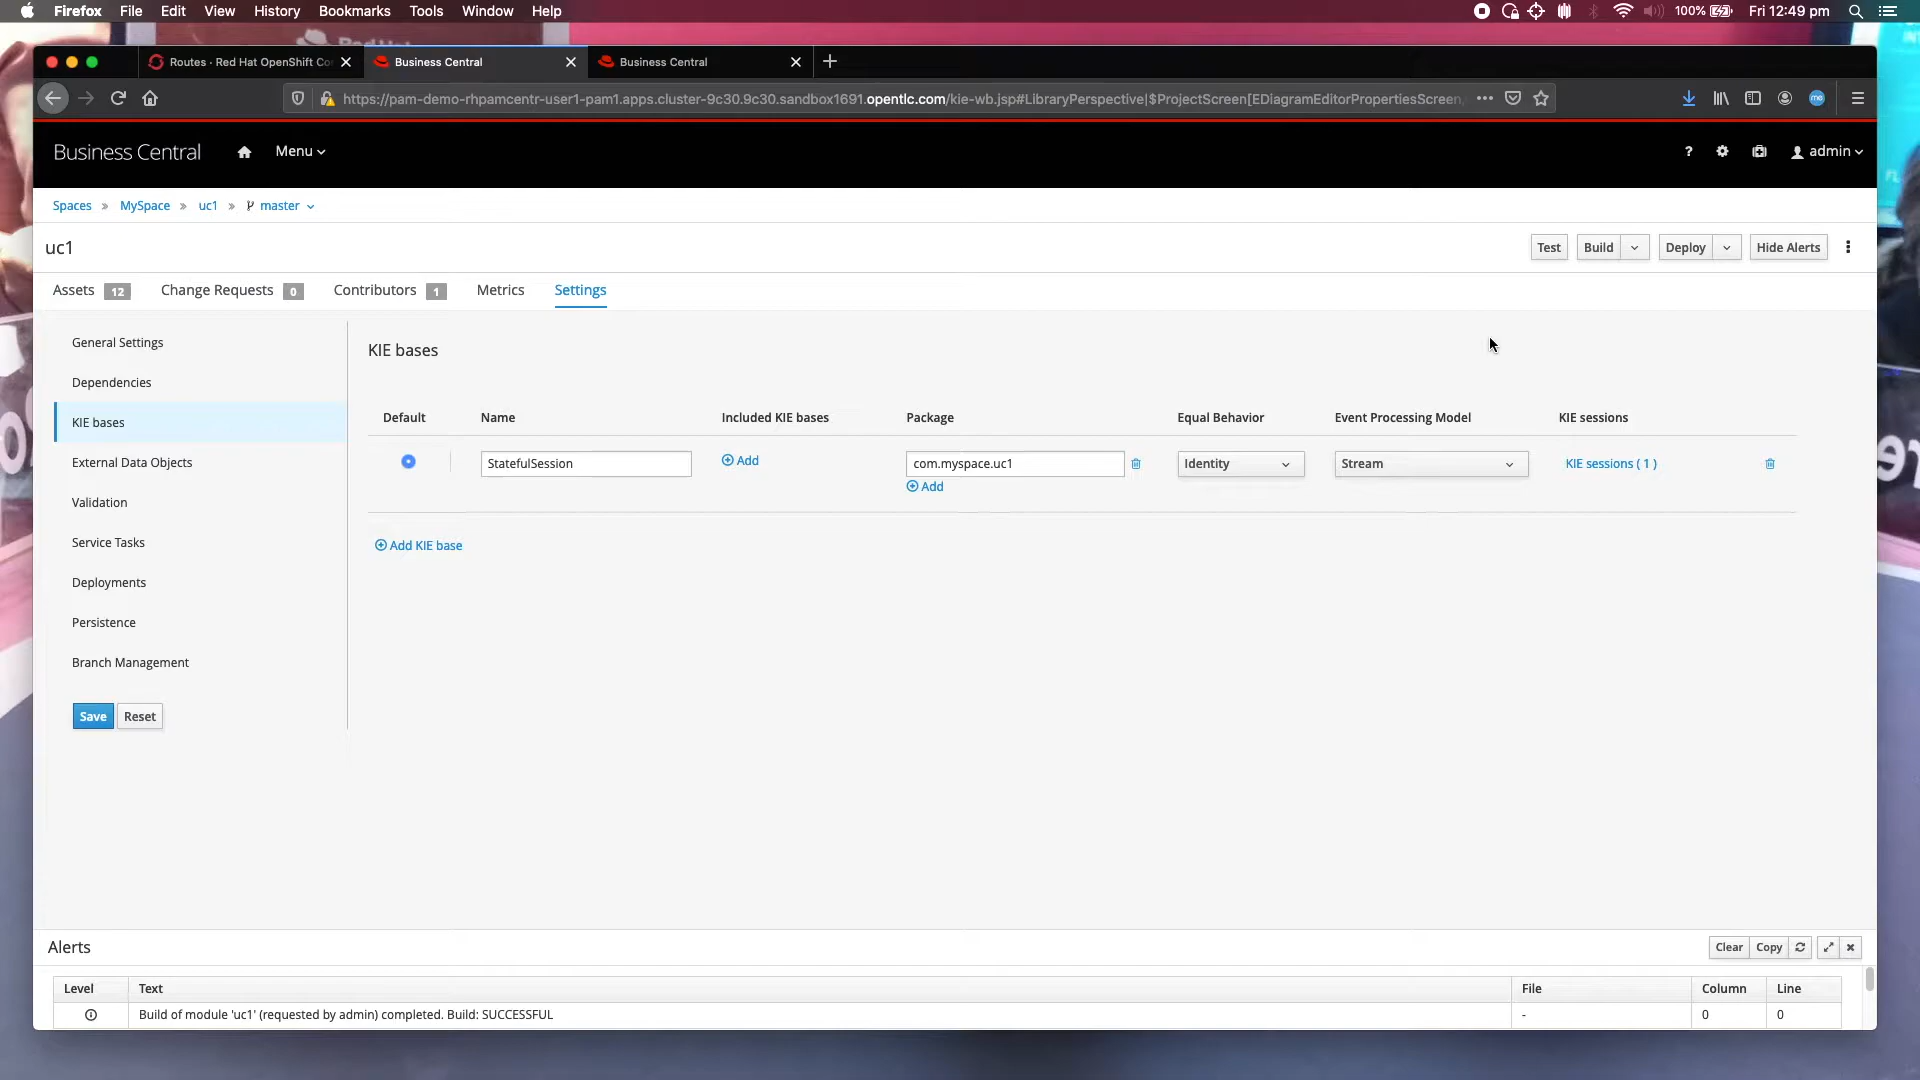 Firefox File Edit View History Bookmarks Tools Window Help 100% Fri 12:49 pm
Routes · Red Hat OpenShift Co Business Central Business Central
https://pam-demo-rhpamcentr-user1-pam1.apps.cluster-9c30.9c30.sandbox1691.opentlc.com/kie-wb.jsp#LibraryPerspective|$ProjectScreen[EDiagramEditorPropertiesScreen, me
Business Central Menu ? admin
Spaces » MySpace » uc1 » master
uc1 Test Build Deploy Hide Alerts
Assets 12 Change Requests 0 Contributors 1 Metrics Settings
General Settings
Dependencies
KIE bases
External Data Objects
Validation
Service Tasks
Deployments
Persistence
Branch Management
Save Reset
KIE bases
Default Name Included KIE bases Package Equal Behavior Event Processing Model KIE sessions
StatefulSession Add com.myspace.uc1 Identity Stream KIE sessions ( 1 )
Add
Add KIE base
Alerts Clear Copy
Level Text File Column Line
Build of module 'uc1' (requested by admin) completed. Build: SUCCESSFUL - 0 0